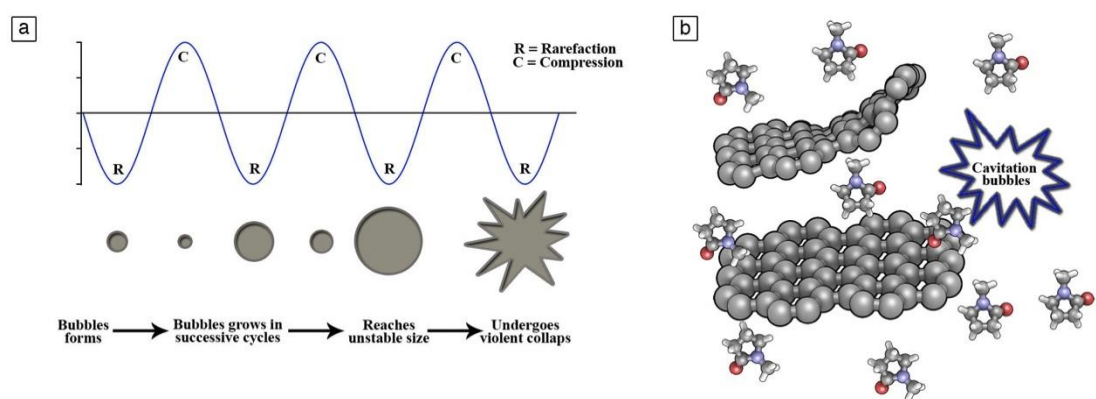 a
C
C
C
R = Rarefaction
C = Compression
R
R
R
R
Bubbles
forms
Bubbles grows in
successive cycles
Reaches
unstable size
Undergoes
violent collaps
b
Cavitation
bubbles